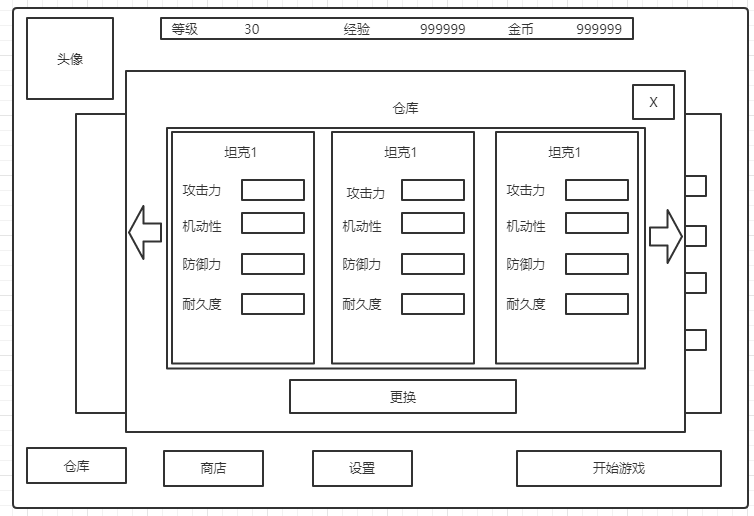 等级 30 经验 999999 金币 999999
头像
X
仓库
坦克1 坦克1 坦克1
攻击力 攻击力 攻击力
机动性 机动性 机动性
防御力 防御力 防御力
耐久度 耐久度 耐久度
更换
仓库 商店 设置 开始游戏